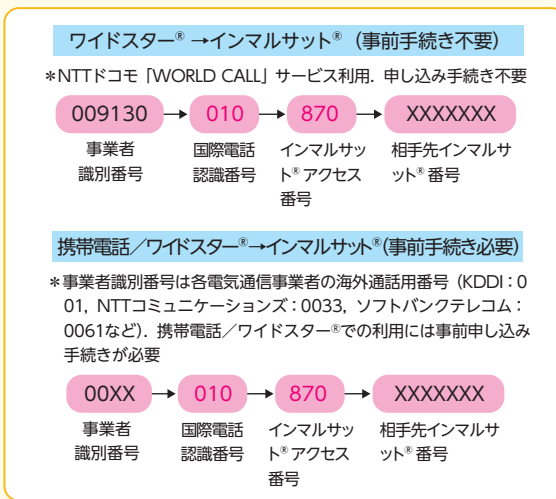 ワイドスター® →インマルサット® (事前手続き不要)
＊NTTドコモ「WORLD CALL」サービス利用．申し込み手続き不要
009130 → 010 → 870 → XXXXXXX
事業者 国際電話 インマルサッ 相手先インマルサ
識別番号 認識番号 ト® アクセス ット® 番号
番号
携帯電話／ワイドスター®→インマルサット®(事前手続き必要)
＊事業者識別番号は各電気通信事業者の海外通話用番号（KDDI：0
01，NTTコミュニケーションズ：0033，ソフトバンクテレコム：
0061など）．携帯電話／ワイドスター®での利用には事前申し込み
手続きが必要
00XX → 010 → 870 → XXXXXXX
事業者 国際電話 インマルサッ 相手先インマルサ
識別番号 認識番号 ト® アクセス ット® 番号
番号